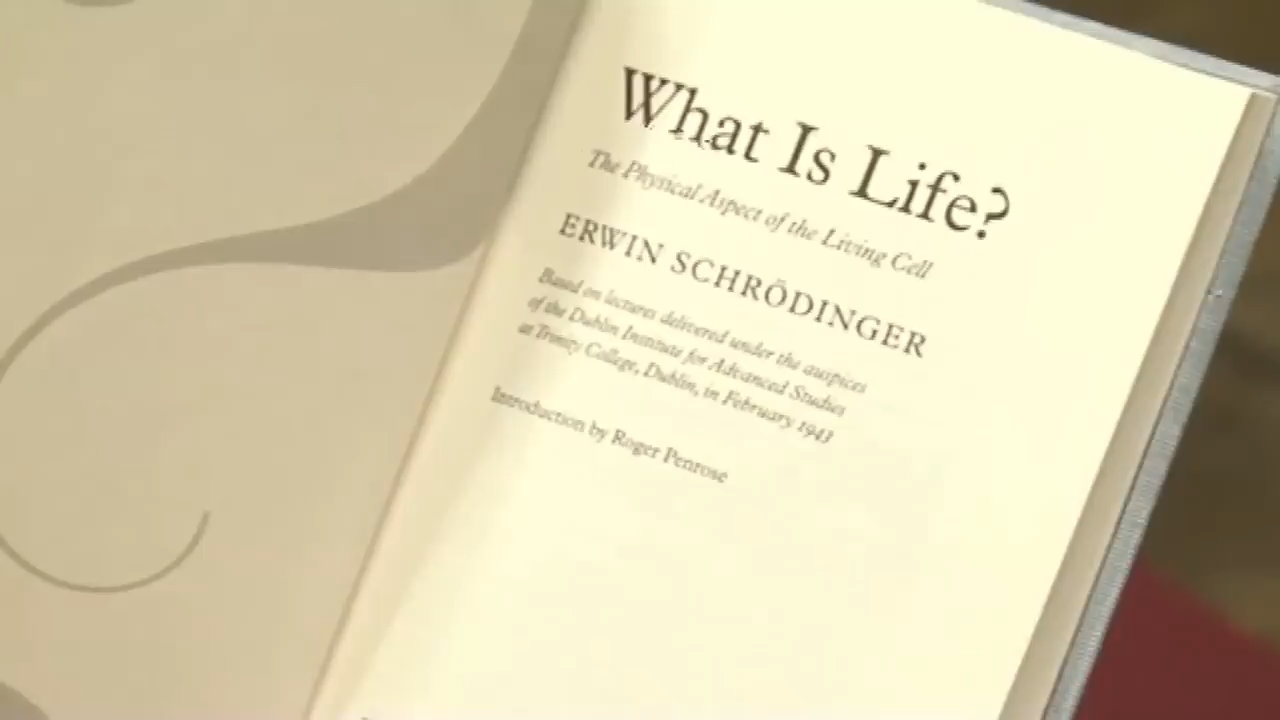 What Is Life?
The Physical Aspect of the Living Cell
ERWIN SCHRÖDINGER
Based on lectures delivered under the auspices
of the Dublin Institute for Advanced Studies
at Trinity College, Dublin, in February 1943
Introduction by Roger Penrose